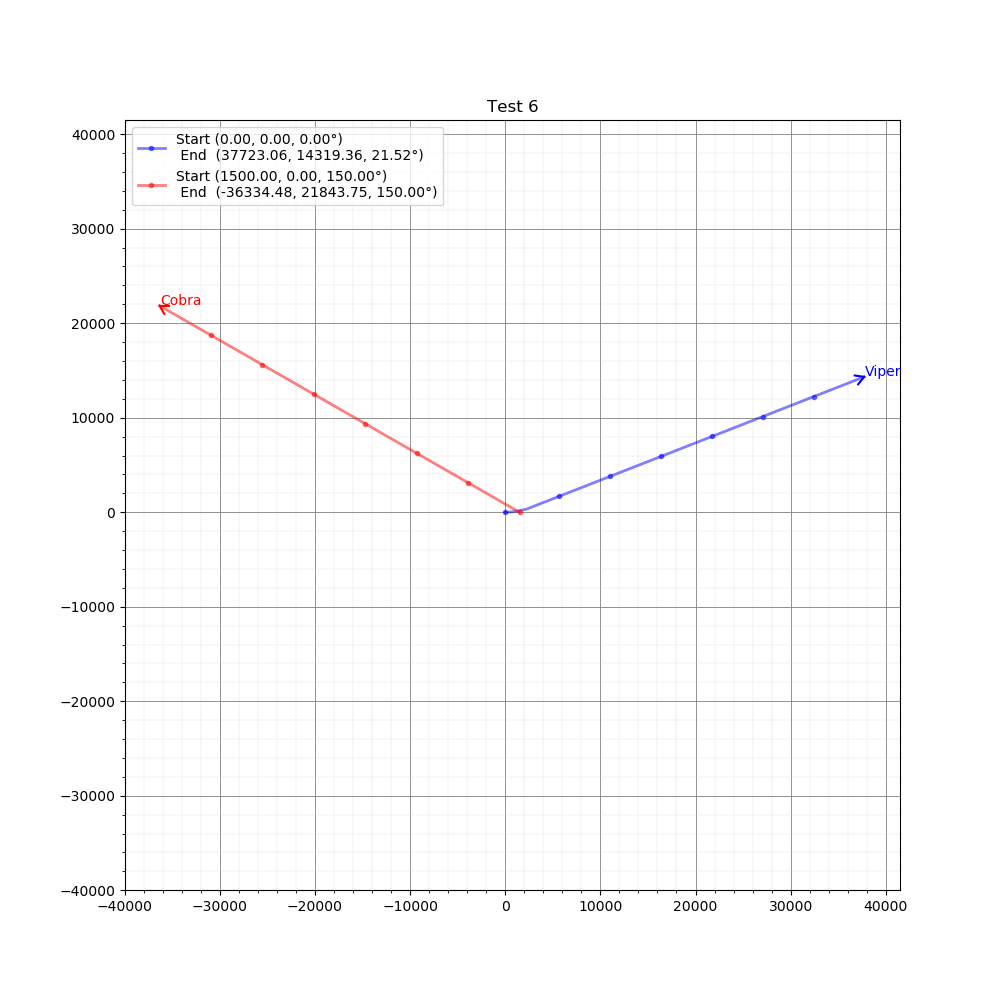 Test 6
Start (0.00, 0.00, 0.00°)
End (37723.06, 14319.36, 21.52°)
Start (1500.00, 0.00, 150.00°)
End (-36334.48, 21843.75, 150.00°)
40000
30000
20000
10000
0
−10000
−20000
−30000
−40000
Cobra
Viper
−40000 −30000 −20000 −10000 0 10000 20000 30000 40000